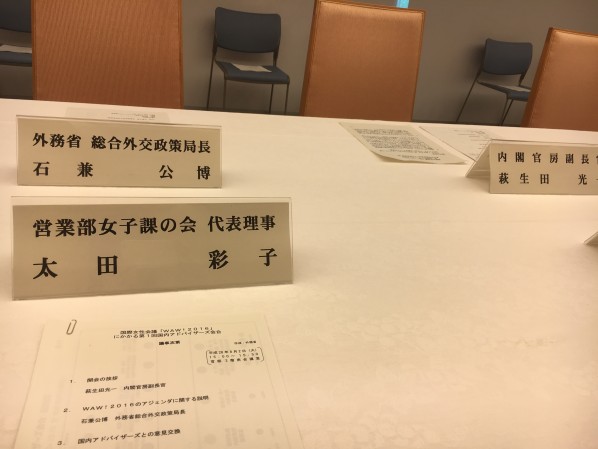 外務省 総合外交政策局長
石兼 公博
内閣官房副長官
萩生田 光
営業部女子課の会 代表理事
太田 彩子
国際女性会議「WAW!2016」
にかかる第1回国内アドバイザーズ会合
議事次第
1. 開会の挨拶
萩生田光一 内閣官房副長官
2. WAW!2016のアジェンダに関する説明
石兼公博 外務省総合外交政策局長
3. 国内アドバイザーズとの意見交換